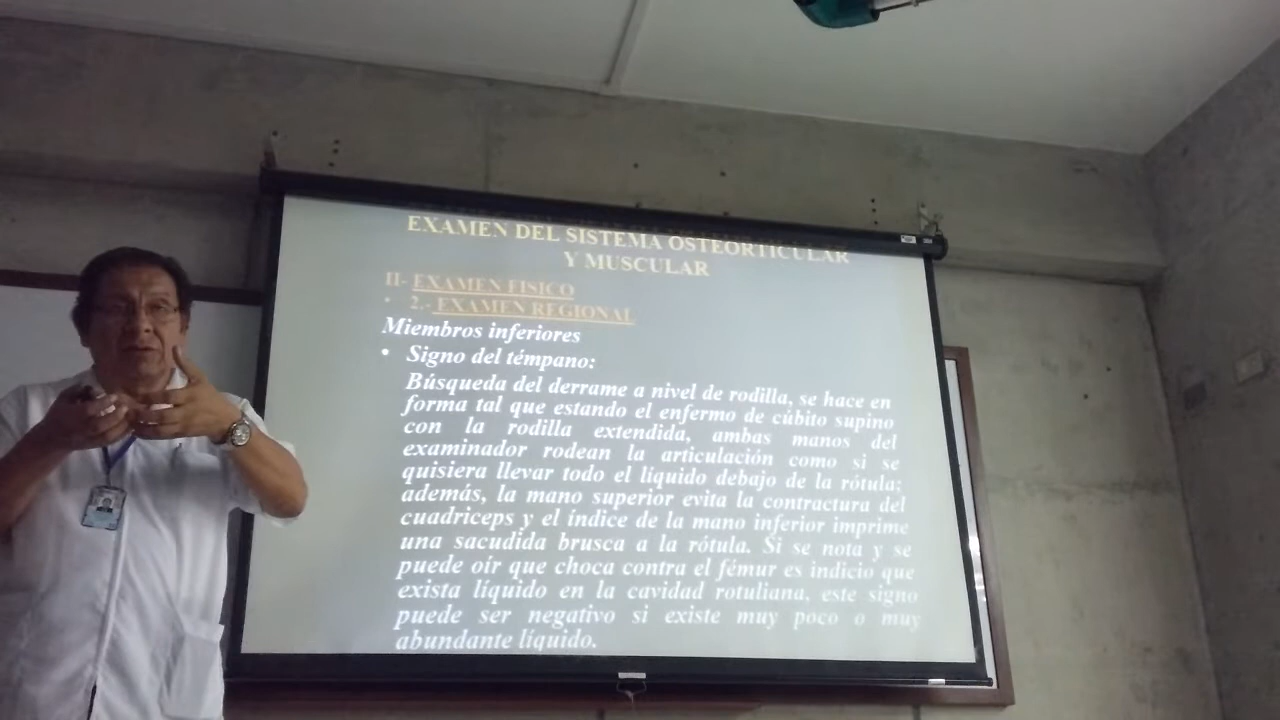 EXAMEN DEL SISTEMA OSTEORTICULAR
Y MUSCULAR
II- EXAMEN FISICO
• 2.- EXAMEN REGIONAL
Miembros inferiores
• Signo del témpano:
Búsqueda del derrame a nivel de rodilla, se hace en
forma tal que estando el enfermo de cúbito supino
con la rodilla extendida, ambas manos del
examinador rodean la articulación como si se
quisiera llevar todo el líquido debajo de la rótula;
además, la mano superior evita la contractura del
cuadriceps y el índice de la mano inferior imprime
una sacudida brusca a la rótula. Si se nota y se
puede oír que choca contra el fémur es indicio que
exista líquido en la cavidad rotuliana, este signo
puede ser negativo si existe muy poco o muy
abundante líquido.